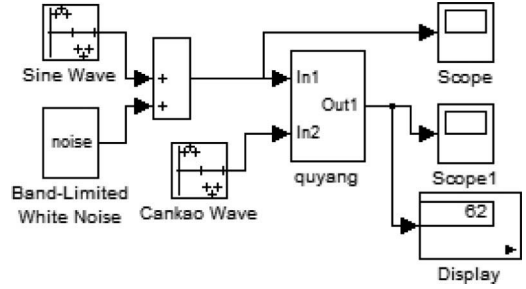 Sine Wave
noise
Band-Limited
White Noise
+
+
Cankao Wave
In1
In2
Out1
quyang
Scope
Scope1
62
Display